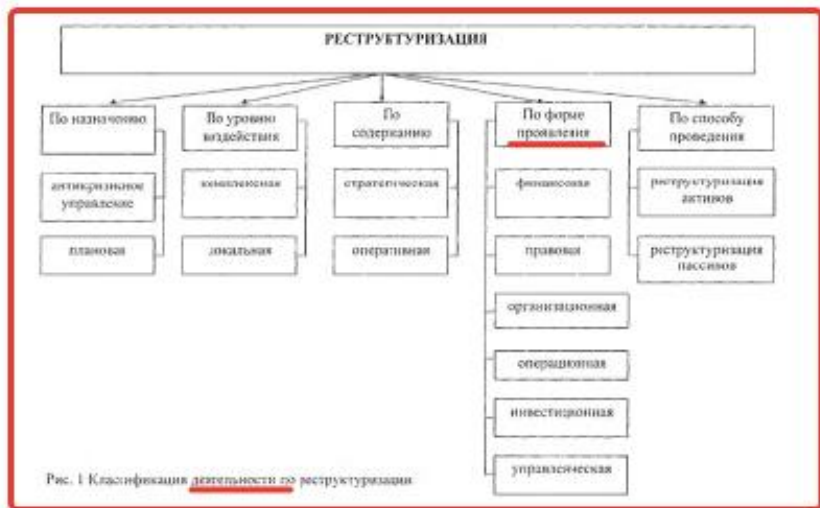 РЕСТРУКТУРИЗАЦИЯ
По назначению
По уровню
воздействия
По
содержанию
По форме
проявления
По способу
проведения
антикризисное
управление
комплексная
стратегическая
финансовая
реструктуризация
активов
плановая
локальная
оперативная
правовая
реструктуризация
пассивов
организационная
операционная
инвестиционная
управленческая
Рис. 1 Классификация деятельности по реструктуризации